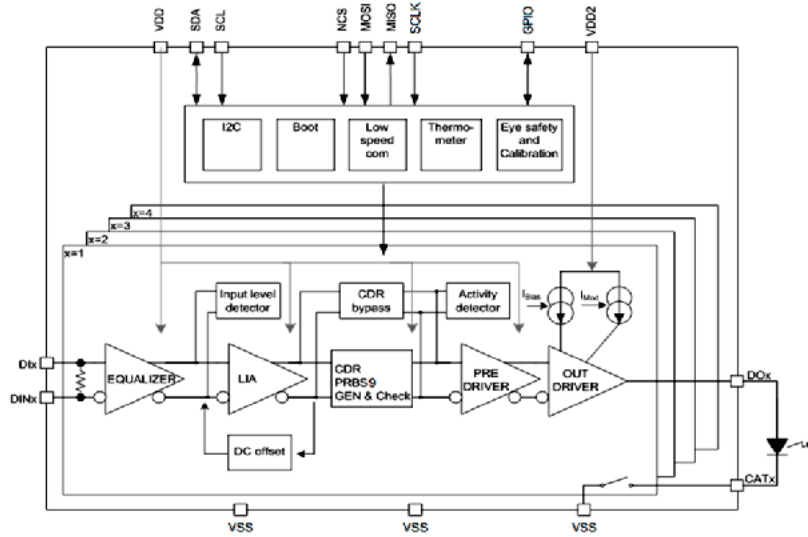 VDD SDA SCL NCS MOSI MISO SCLK GPIO VDD2
I2C Boot Low speed com Thermo-meter Eye safety and Calibration
x=4
x=3
x=2
x=1
Input level detector
CDR bypass
Activity detector
IBias
IMod
DIx
DINx
EQUALIZER
LIA
CDR
PRBS9
GEN & Check
PRE
DRIVER
OUT
DRIVER
DOx
DC offset
CATx
VSS VSS VSS